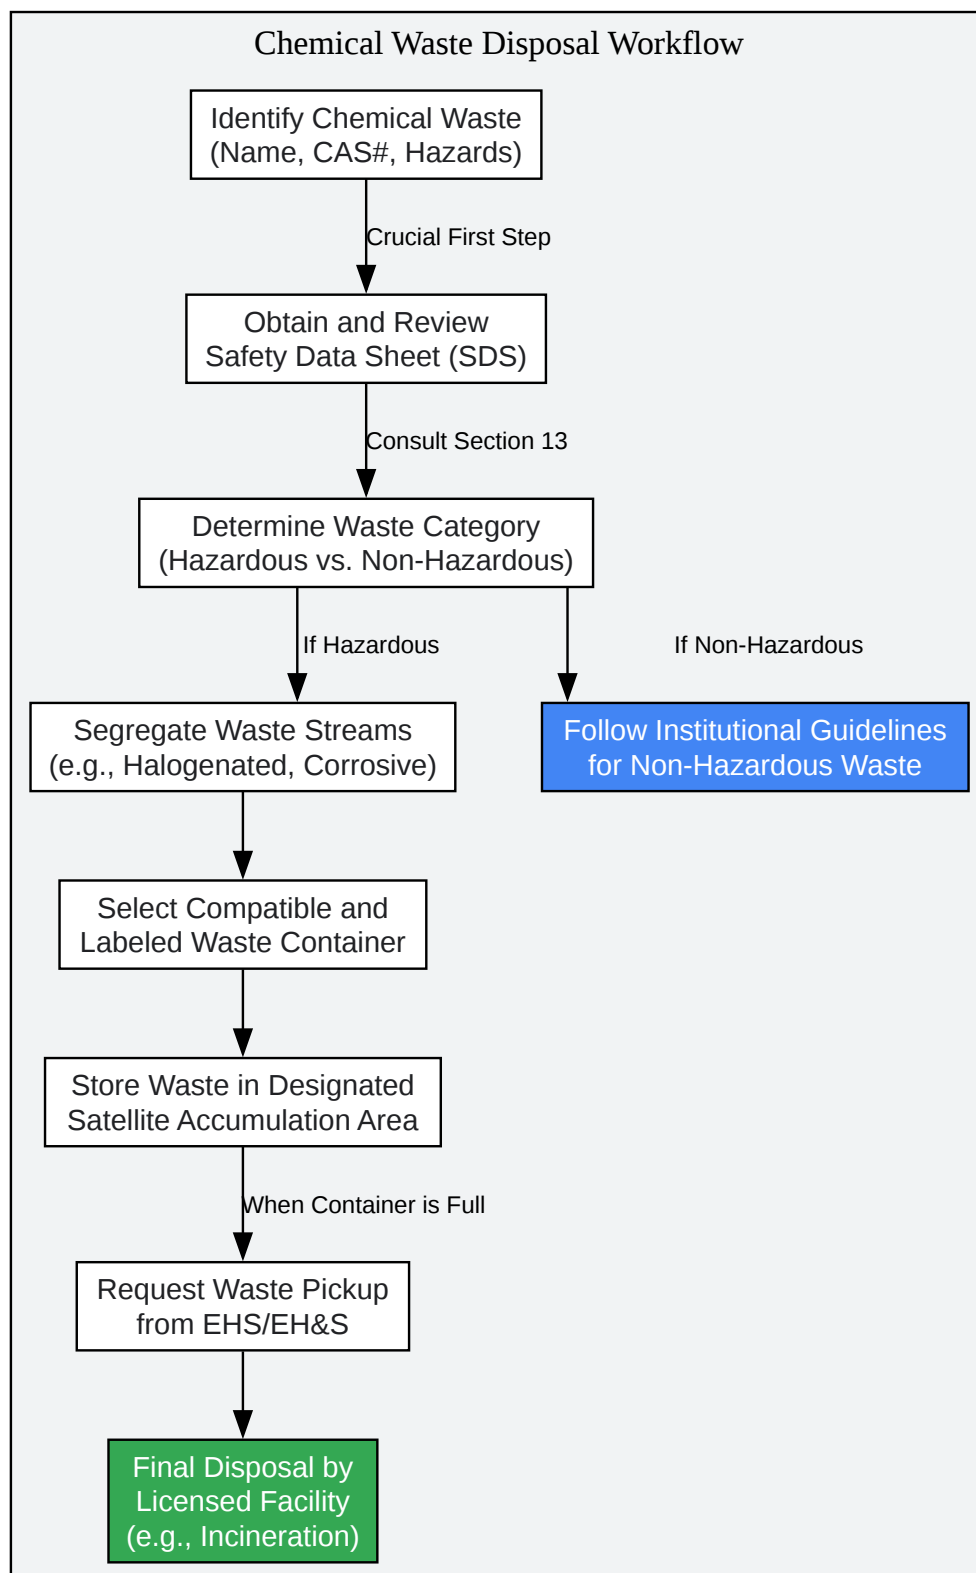 Chemical Waste Disposal Workflow
Identify Chemical Waste
(Name, CAS#, Hazards)
Crucial First Step
Obtain and Review
Safety Data Sheet (SDS)
Consult Section 13
Determine Waste Category
(Hazardous vs. Non-Hazardous)
If Hazardous
If Non-Hazardous
Segregate Waste Streams
(e.g., Halogenated, Corrosive)
Follow Institutional Guidelines
for Non-Hazardous Waste
Select Compatible and
Labeled Waste Container
Store Waste in Designated
Satellite Accumulation Area
When Container is Full
Request Waste Pickup
from EHS/EH&S
Final Disposal by
Licensed Facility
(e.g., Incineration)